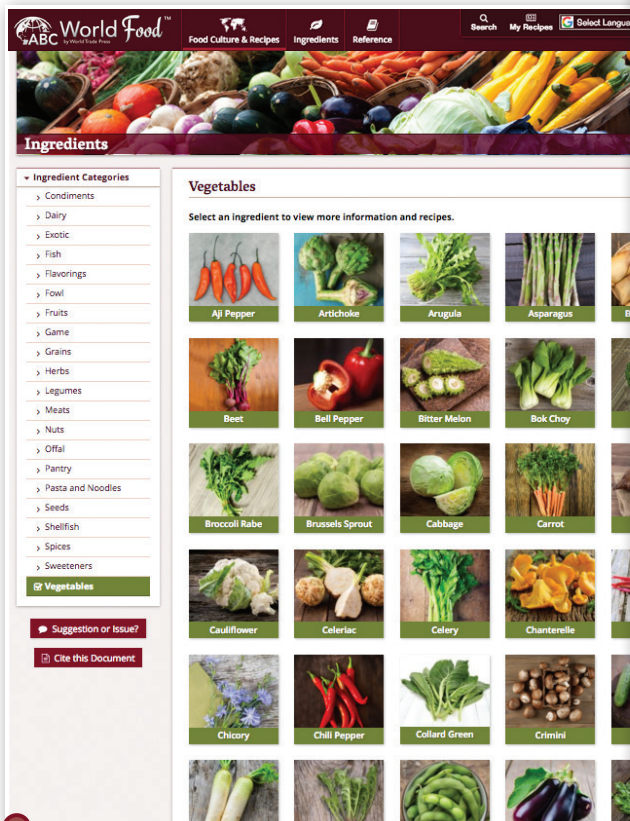 #ABC World Food™
by World Trade Press
Food Culture & Recipes
Ingredients
Reference
Search
My Recipes
G Select Langua
Ingredients
Ingredient Categories
Condiments
Dairy
Exotic
Fish
Flavorings
Fowl
Fruits
Game
Grains
Herbs
Legumes
Meats
Nuts
Offal
Pantry
Pasta and Noodles
Seeds
Shellfish
Spices
Sweeteners
Vegetables
Suggestion or Issue?
Cite this Document
Vegetables
Select an ingredient to view more information and recipes.
Aji Pepper
Artichoke
Arugula
Asparagus
B
Beet
Bell Pepper
Bitter Melon
Bok Choy
Broccoli Rabe
Brussels Sprout
Cabbage
Carrot
Cauliflower
Celeriac
Celery
Chanterelle
Chicory
Chili Pepper
Collard Green
Crimini